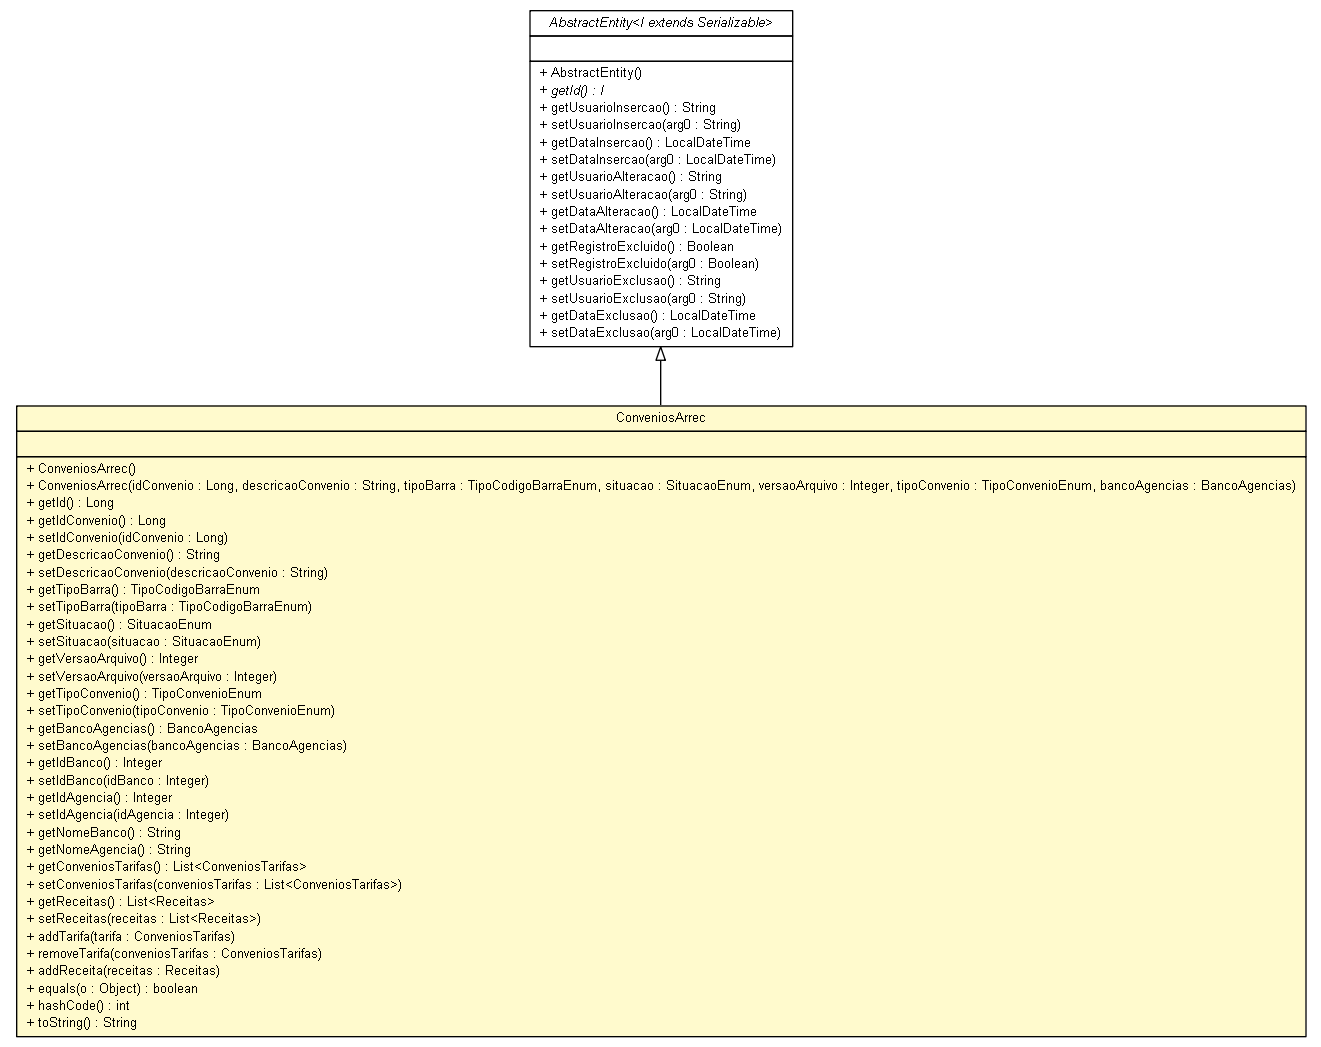 AbstractEntity<I extends Serializable>
+ AbstractEntity()
+ getId() : I
+ getUsuarioInsercao() : String
+ setUsuarioInsercao(arg0 : String)
+ getDataInsercao() : LocalDateTime
+ setDataInsercao(arg0 : LocalDateTime)
+ getUsuarioAlteracao() : String
+ setUsuarioAlteracao(arg0 : String)
+ getDataAlteracao() : LocalDateTime
+ setDataAlteracao(arg0 : LocalDateTime)
+ getRegistroExcluido() : Boolean
+ setRegistroExcluido(arg0 : Boolean)
+ getUsuarioExclusao() : String
+ setUsuarioExclusao(arg0 : String)
+ getDataExclusao() : LocalDateTime
+ setDataExclusao(arg0 : LocalDateTime)
ConveniosArrec
+ ConveniosArrec()
+ ConveniosArrec(idConvenio : Long, descricaoConvenio : String, tipoBarra : TipoCodigoBarraEnum, situacao : SituacaoEnum, versaoArquivo : Integer, tipoConvenio : TipoConvenioEnum, bancoAgencias : BancoAgencias)
+ getId() : Long
+ getIdConvenio() : Long
+ setIdConvenio(idConvenio : Long)
+ getDescricaoConvenio() : String
+ setDescricaoConvenio(descricaoConvenio : String)
+ getTipoBarra() : TipoCodigoBarraEnum
+ setTipoBarra(tipoBarra : TipoCodigoBarraEnum)
+ getSituacao() : SituacaoEnum
+ setSituacao(situacao : SituacaoEnum)
+ getVersaoArquivo() : Integer
+ setVersaoArquivo(versaoArquivo : Integer)
+ getTipoConvenio() : TipoConvenioEnum
+ setTipoConvenio(tipoConvenio : TipoConvenioEnum)
+ getBancoAgencias() : BancoAgencias
+ setBancoAgencias(bancoAgencias : BancoAgencias)
+ getIdBanco() : Integer
+ setIdBanco(idBanco : Integer)
+ getIdAgencia() : Integer
+ setIdAgencia(idAgencia : Integer)
+ getNomeBanco() : String
+ getNomeAgencia() : String
+ getConveniosTarifas() : List<ConveniosTarifas>
+ setConveniosTarifas(conveniosTarifas : List<ConveniosTarifas>)
+ getReceitas() : List<Receitas>
+ setReceitas(receitas : List<Receitas>)
+ addTarifa(tarifa : ConveniosTarifas)
+ removeTarifa(conveniosTarifas : ConveniosTarifas)
+ addReceita(receitas : Receitas)
+ equals(o : Object) : boolean
+ hashCode() : int
+ toString() : String